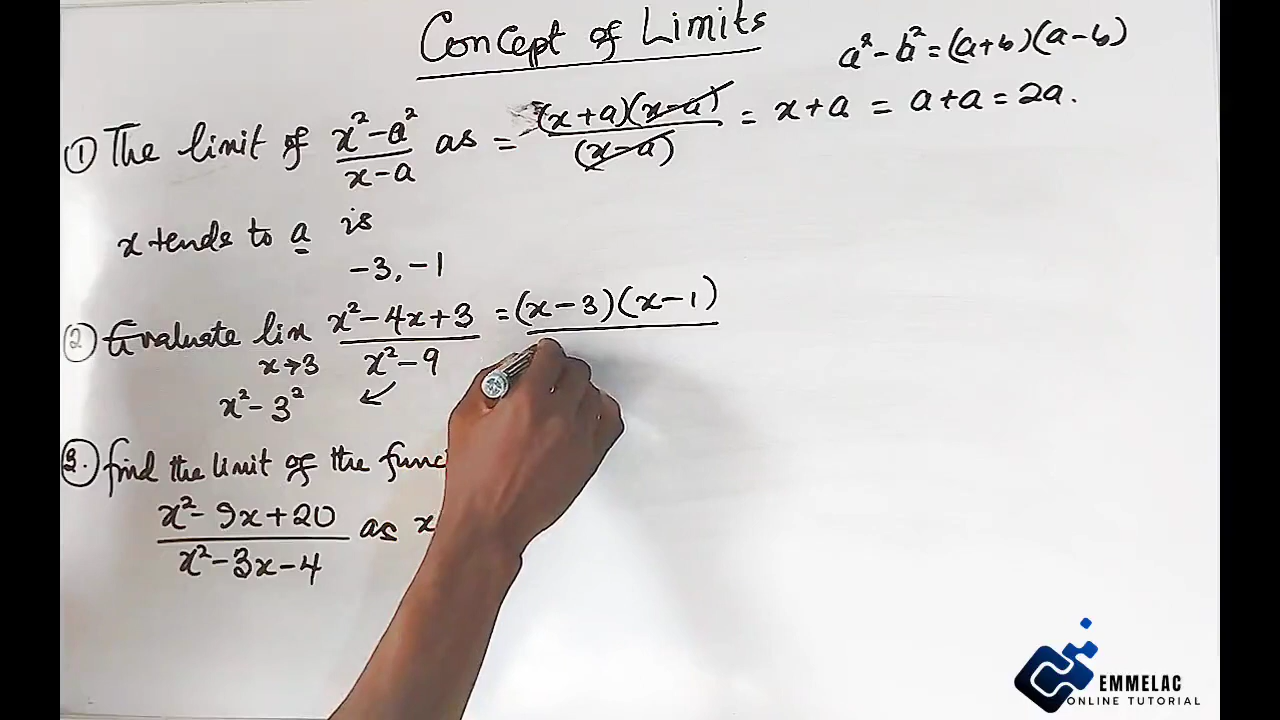 Concept of Limits
a² - b² = (a+b)(a-b)
① The limit of x²-a²/x-a as = (x+a)(x-a)/(x-a) = x+a = a+a = 2a.
x tends to a is
-3, -1
② Evaluate lim x→3 x²-4x+3/x²-9 = (x-3)(x-1)
x²-3² ↙
3. find the limit of the
x²-9x+20/x²-3x-4 as x
EMMELAC
ONLINE TUTORIAL